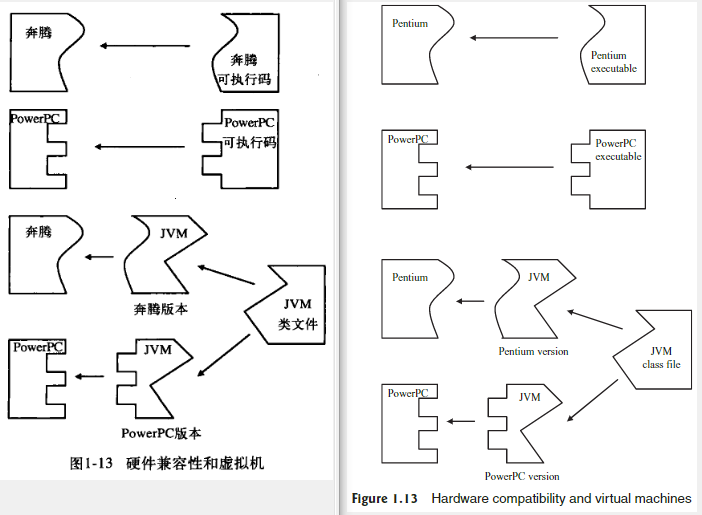 奔腾
奔腾
可执行码
PowerPC
PowerPC
可执行码
奔腾
JVM
奔腾版本
JVM
类文件
PowerPC
JVM
PowerPC版本
图1-13 硬件兼容性和虚拟机
Pentium
Pentium
executable
PowerPC
PowerPC
executable
Pentium
JVM
Pentium version
JVM
class file
PowerPC
JVM
PowerPC version
Figure 1.13 Hardware compatibility and virtual machines